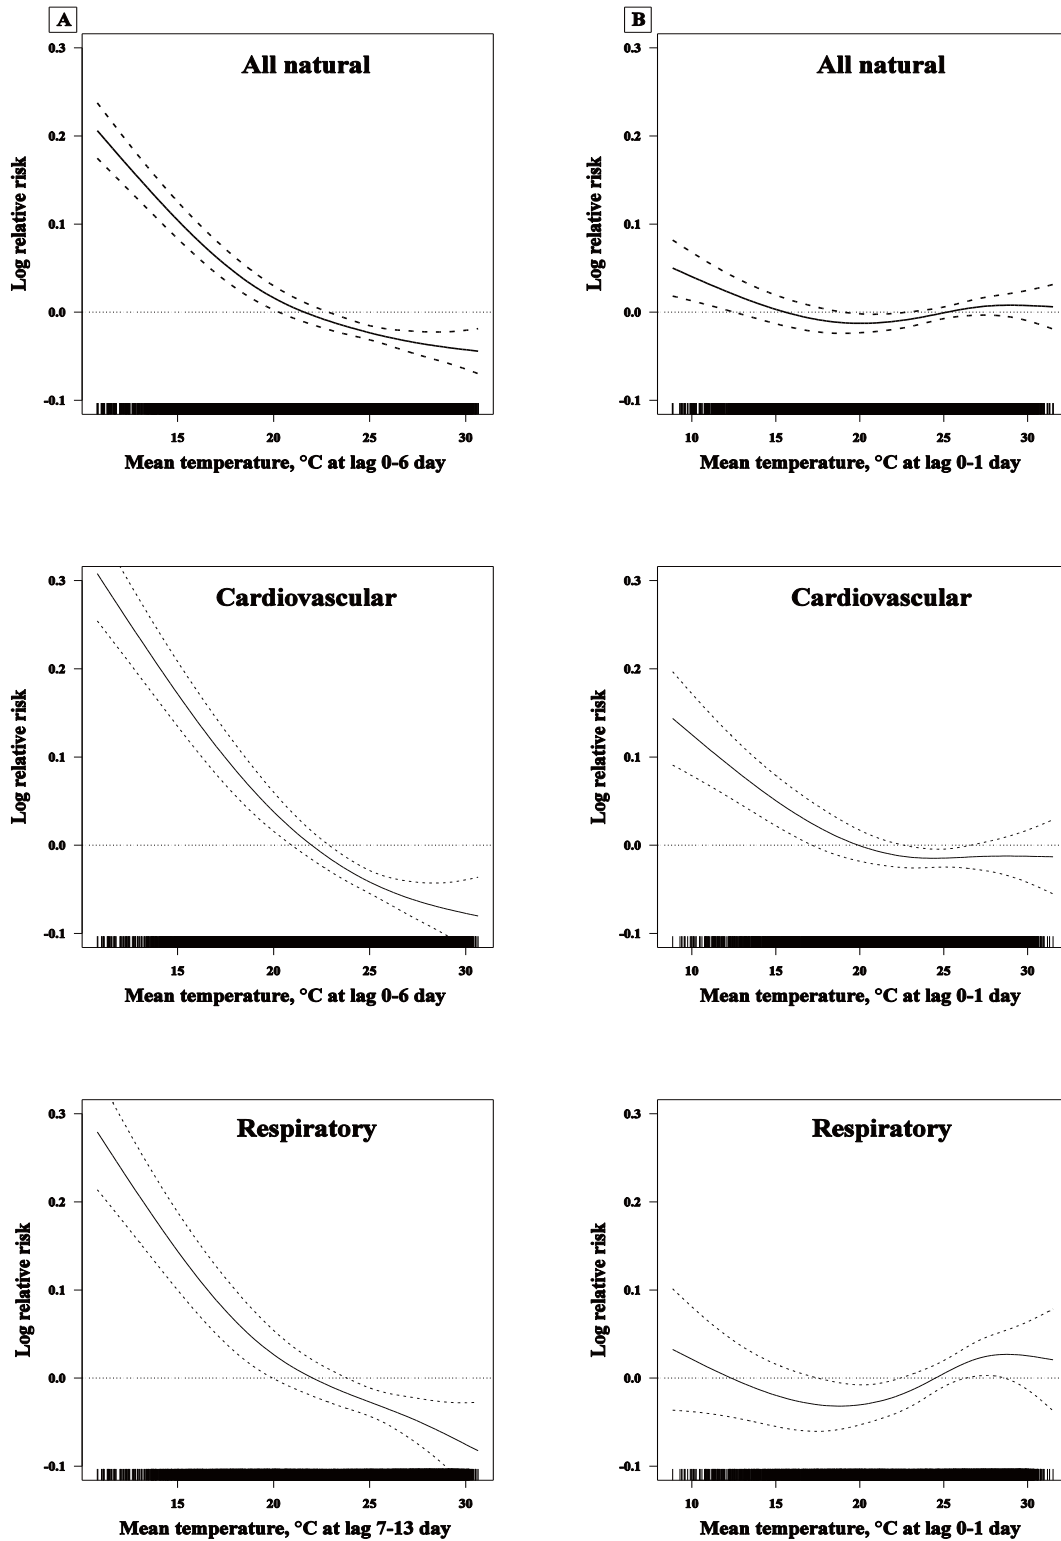 A
All natural
0.3
0.2
0.1
0.0
-0.1
Log relative risk
15 20 25 30
Mean temperature, °C at lag 0-6 day
B
All natural
0.3
0.2
0.1
0.0
-0.1
Log relative risk
10 15 20 25 30
Mean temperature, °C at lag 0-1 day
Cardiovascular
0.3
0.2
0.1
0.0
-0.1
Log relative risk
15 20 25 30
Mean temperature, °C at lag 0-6 day
Cardiovascular
0.3
0.2
0.1
0.0
-0.1
Log relative risk
10 15 20 25 30
Mean temperature, °C at lag 0-1 day
Respiratory
0.3
0.2
0.1
0.0
-0.1
Log relative risk
15 20 25 30
Mean temperature, °C at lag 7-13 day
Respiratory
0.3
0.2
0.1
0.0
-0.1
Log relative risk
10 15 20 25 30
Mean temperature, °C at lag 0-1 day